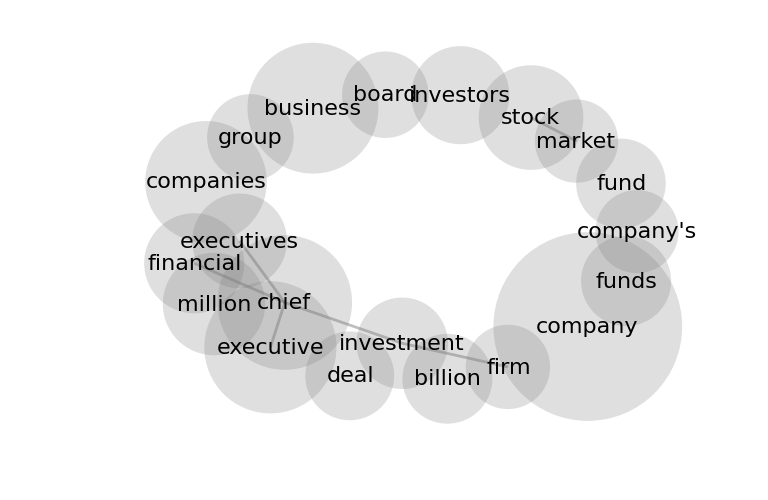 board
investors
business
stock
group
market
companies
fund
company's
executives
financial
funds
chief
million
company
investment
executive
firm
deal
billion